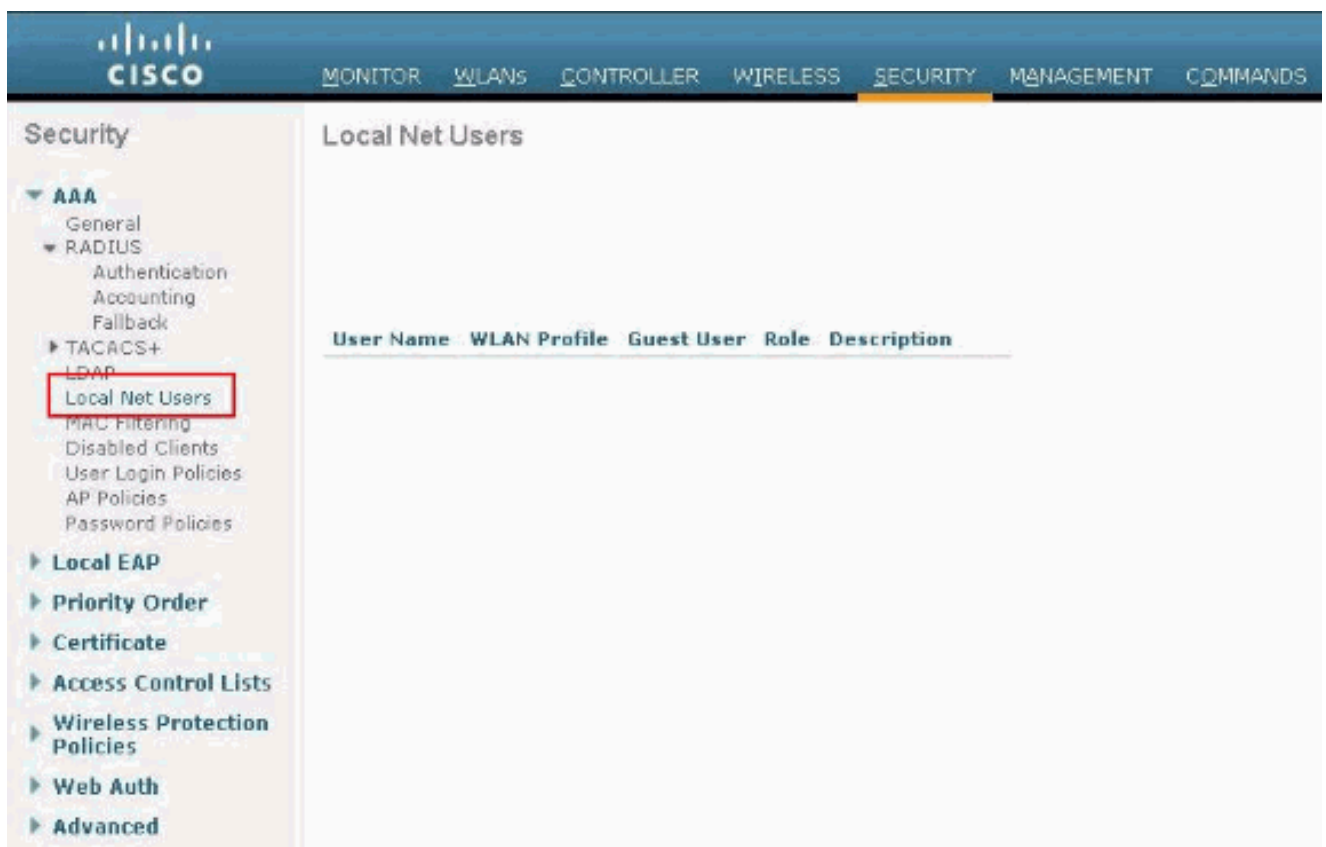 CISCO
MONITOR WLANs CONTROLLER WIRELESS SECURITY MANAGEMENT COMMANDS
Security
AAA
General
RADIUS
Authentication
Accounting
Fallback
TACACS+
LDAP
Local Net Users
MAC Filtering
Disabled Clients
User Login Policies
AP Policies
Password Policies
Local EAP
Priority Order
Certificate
Access Control Lists
Wireless Protection
Policies
Web Auth
Advanced
Local Net Users
User Name WLAN Profile Guest User Role Description